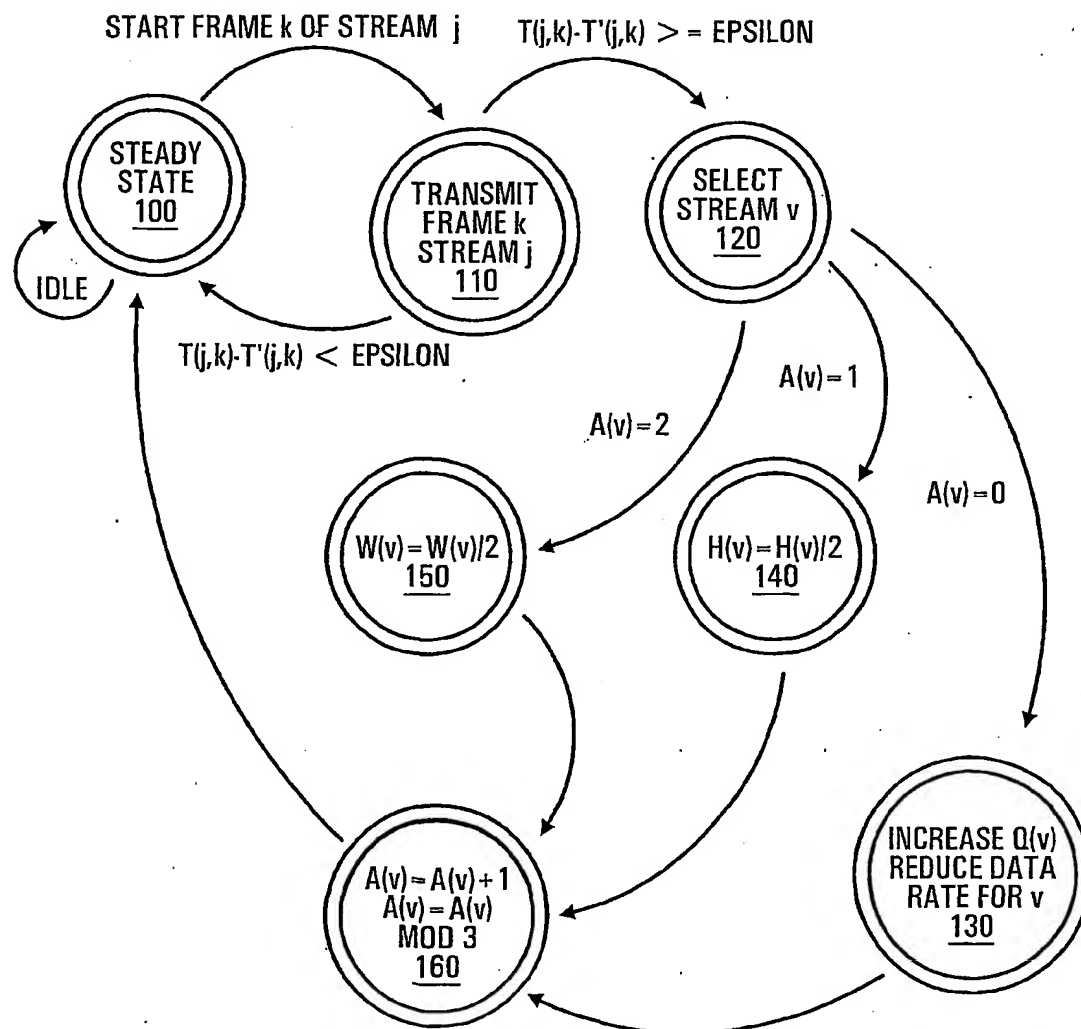 START FRAME k OF STREAM j
T(j,k)-T'(j,k) > = EPSILON
STEADY
STATE
100
TRANSMIT
FRAME k
STREAM j
110
SELECT
STREAM v
120
IDLE
T(j,k)-T'(j,k) < EPSILON
A(v)=1
A(v)=2
A(v)=0
W(v)=W(v)/2
150
H(v)=H(v)/2
140
A(v)=A(v)+1
A(v)=A(v)
MOD 3
160
INCREASE Q(v)
REDUCE DATA
RATE FOR v
130